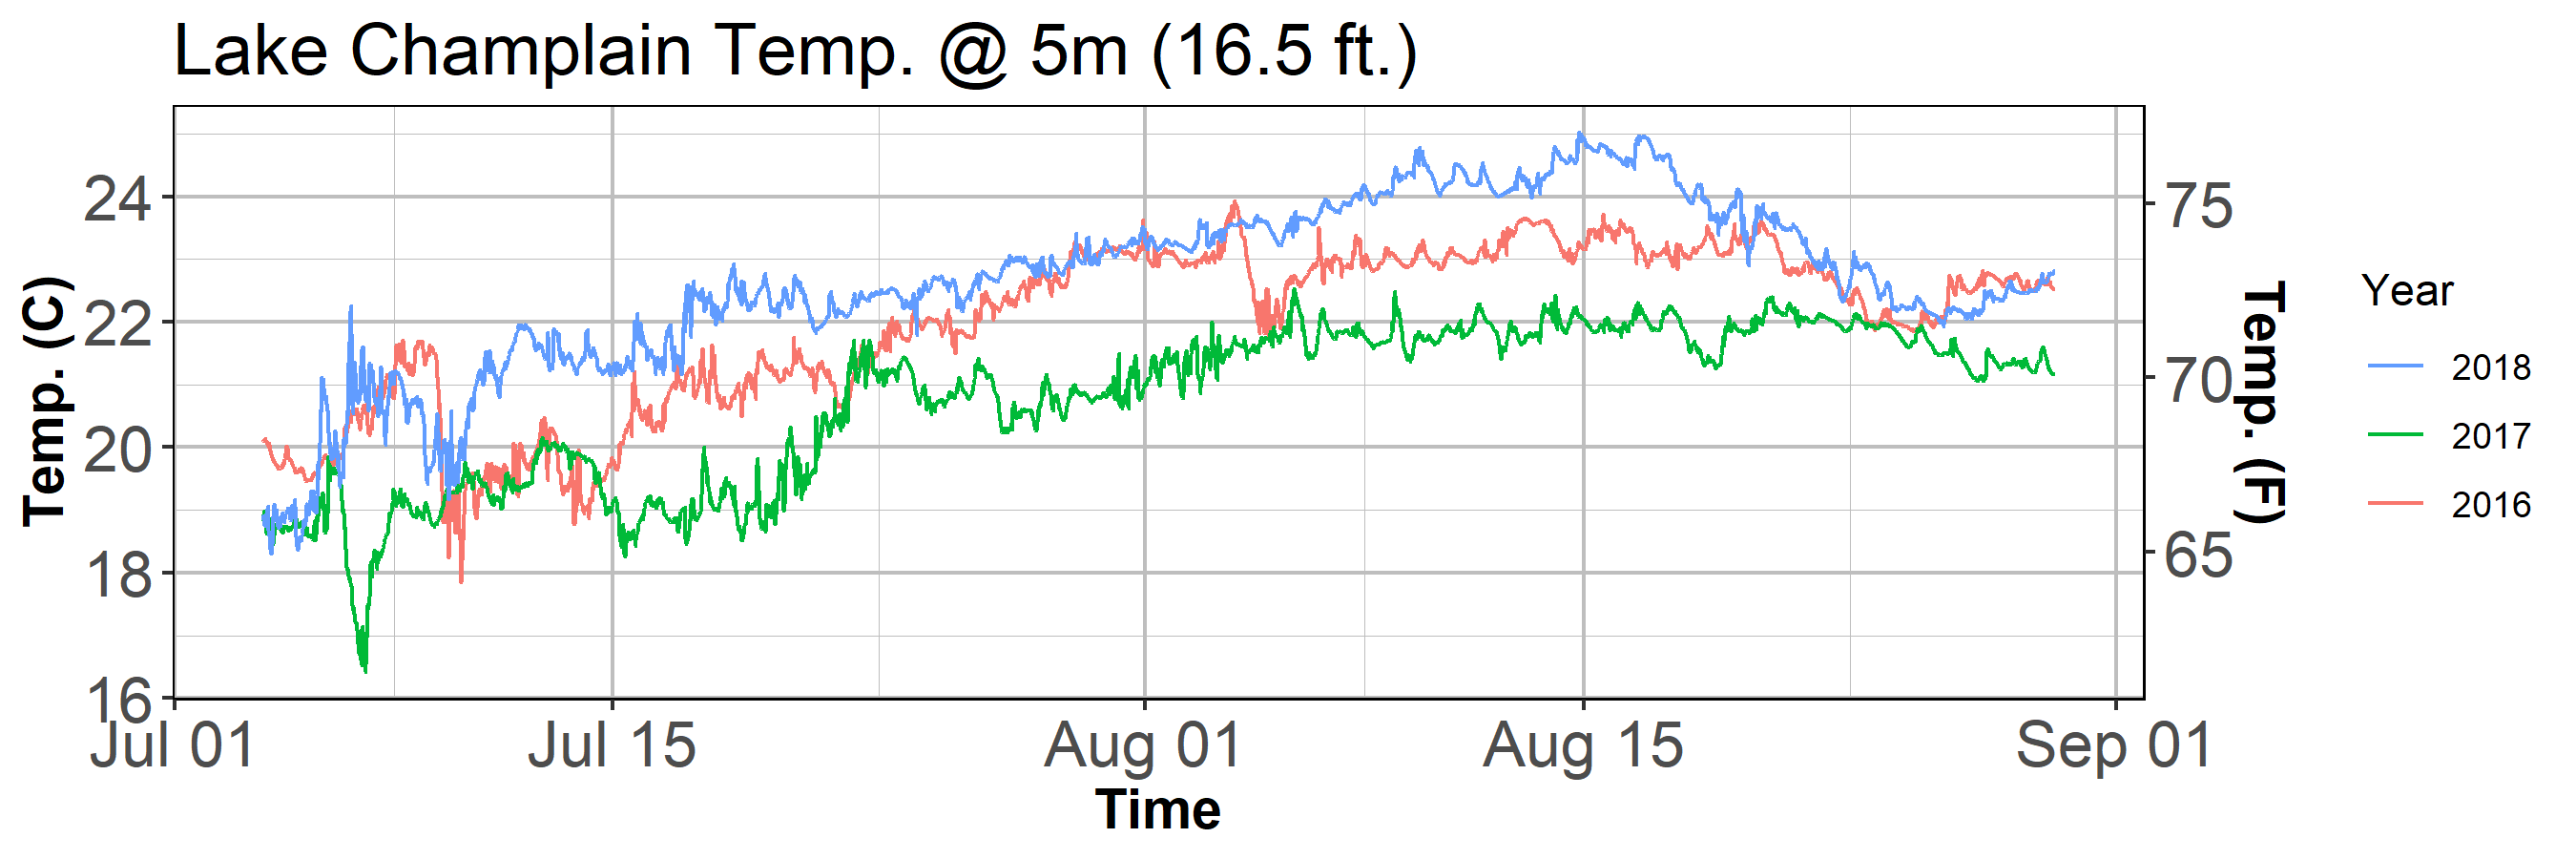 Lake Champlain Temp. @ 5m (16.5 ft.)
Temp. (C)
24
22
20
18
16
75
70
65
Temp. (F)
Jul 01
Jul 15
Aug 01
Aug 15
Sep 01
Time
Year
2018
2017
2016